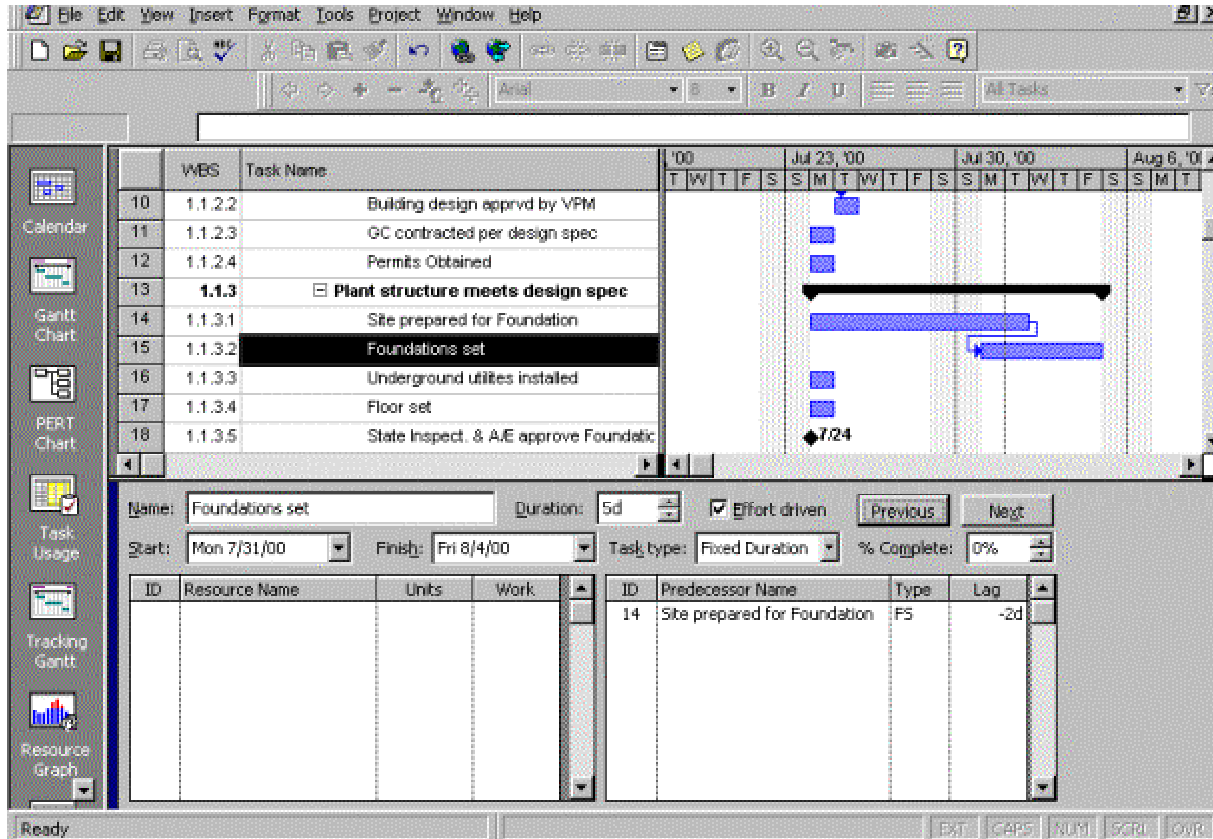 File Edit View Insert Format Tools Project Window Help
Arial 8 B I U All Tasks
WBS Task Name '00 Jul 23, '00 Jul 30, '00 Aug 6, '0
T W T F S S M T W T F S S M T W T F S S M T
10 1.1.2.2 Building design apprvd by VPM
11 1.1.2.3 GC contracted per design spec
12 1.1.2.4 Permits Obtained
13 1.1.3 Plant structure meets design spec
14 1.1.3.1 Site prepared for Foundation
15 1.1.3.2 Foundations set
16 1.1.3.3 Underground utilites installed
17 1.1.3.4 Floor set
18 1.1.3.5 State Inspect. & A/E approve Foundatic 7/24
Calendar
Gantt
Chart
PERT
Chart
Task
Usage
Tracking
Gantt
Resource
Graph
Name: Foundations set Duration: 5d Effort driven Previous Next
Start: Mon 7/31/00 Finish: Fri 8/4/00 Task type: Fixed Duration % Complete: 0%
ID Resource Name Units Work ID Predecessor Name Type Lag
14 Site prepared for Foundation FS -2d
Ready EXT CAPS NUM SCRL OVR